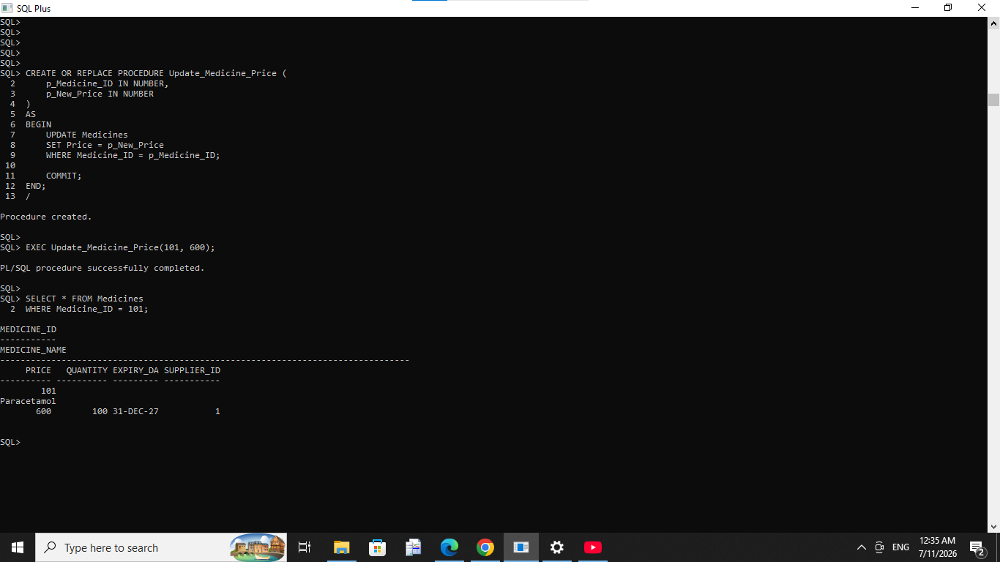 SQL Plus
SQL>
SQL>
SQL>
SQL>
SQL>
SQL> CREATE OR REPLACE PROCEDURE Update_Medicine_Price (
  2      p_Medicine_ID IN NUMBER,
  3      p_New_Price IN NUMBER
  4  )
  5  AS
  6  BEGIN
  7      UPDATE Medicines
  8      SET Price = p_New_Price
  9      WHERE Medicine_ID = p_Medicine_ID;
 10
 11      COMMIT;
 12  END;
 13  /
Procedure created.
SQL>
SQL> EXEC Update_Medicine_Price(101, 600);
PL/SQL procedure successfully completed.
SQL>
SQL> SELECT * FROM Medicines
  2  WHERE Medicine_ID = 101;
MEDICINE_ID
-----------
MEDICINE_NAME
--------------------------------------------------------------------------------
     PRICE   QUANTITY EXPIRY_DA SUPPLIER_ID
---------- ---------- --------- -----------
        101
Paracetamol
       600        100 31-DEC-27           1
SQL>
Type here to search
ENG
12:35 AM
7/11/2026
2